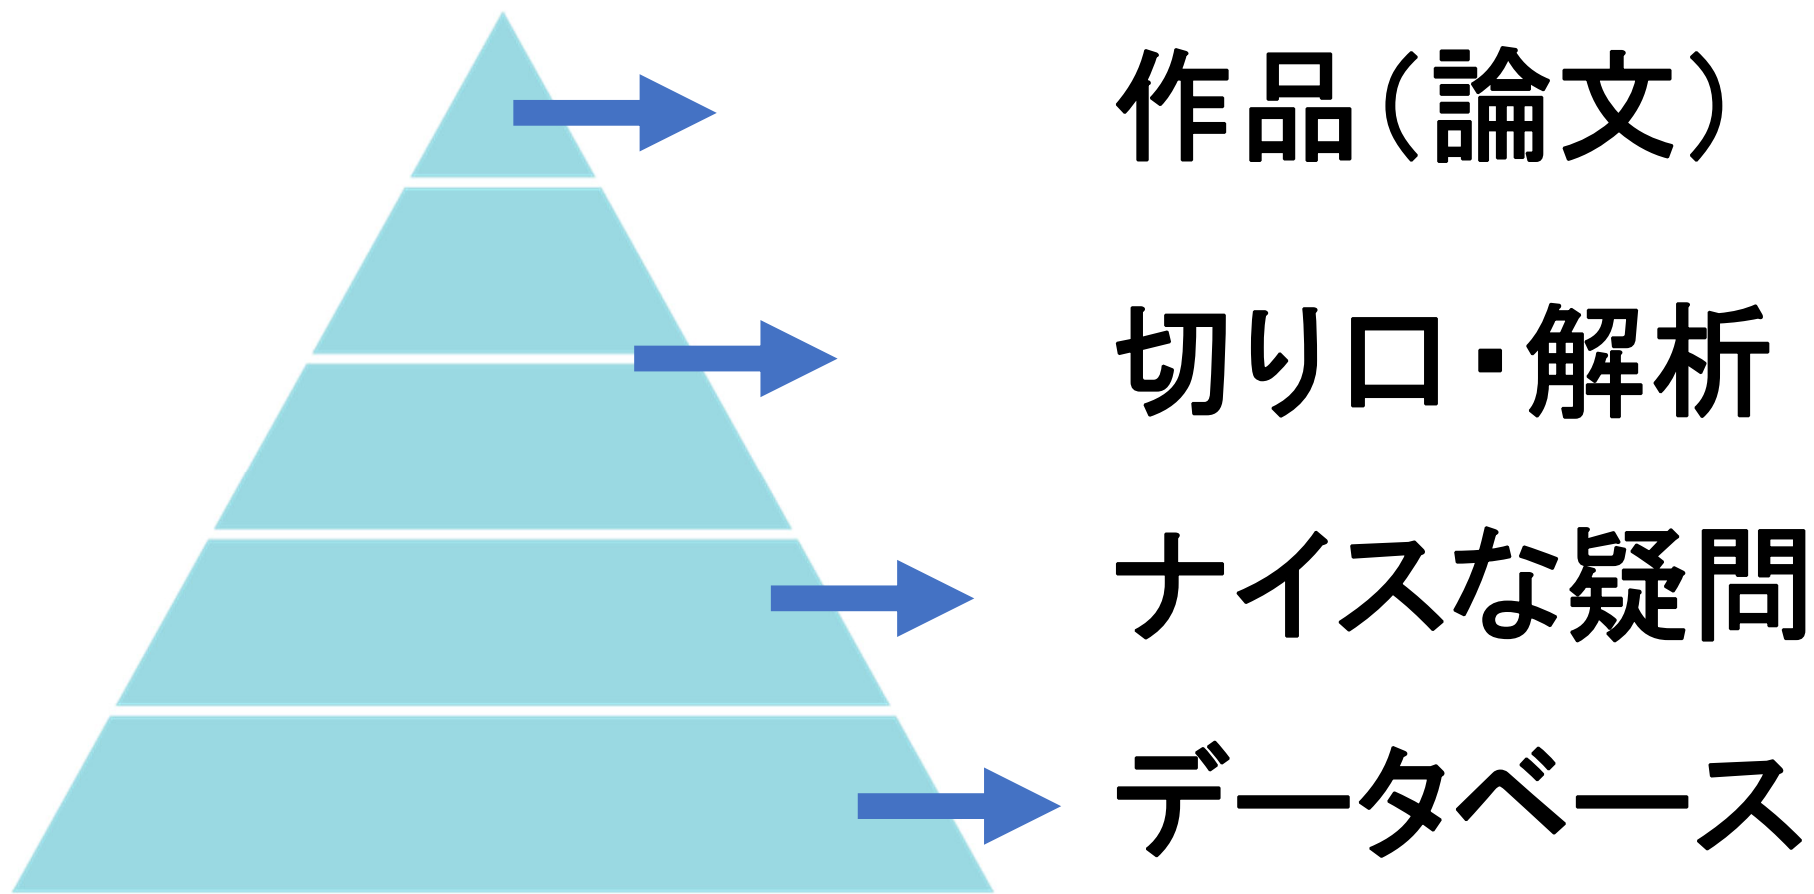 作品（論文）
切り口・解析
ナイスな疑問
データベース